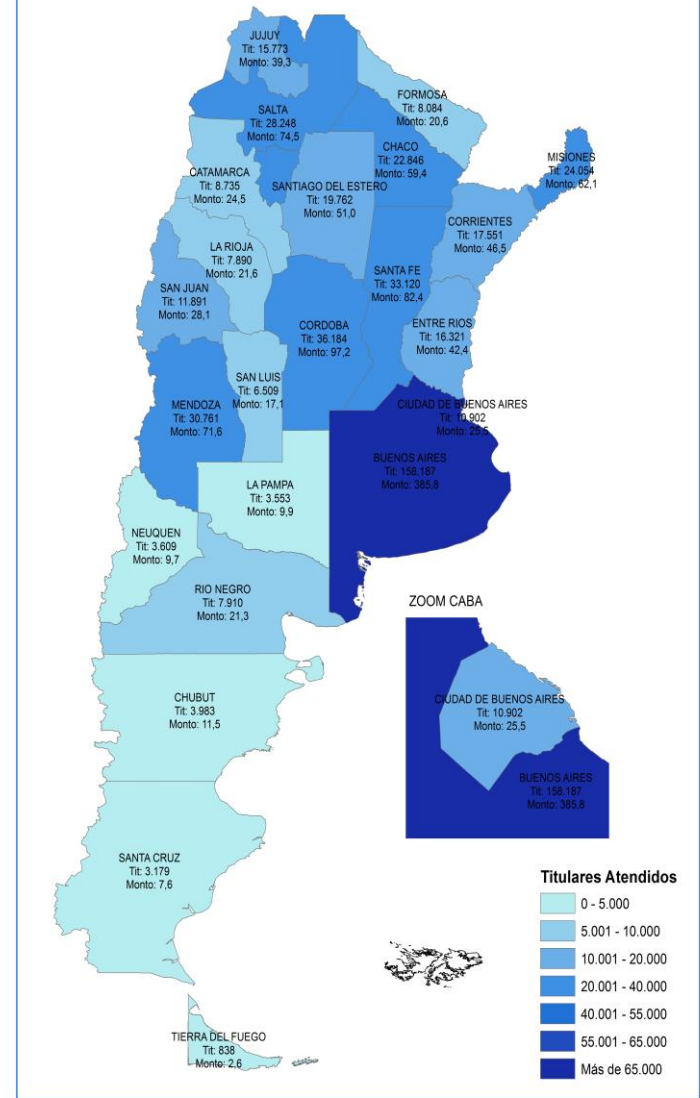 JUJUY
Tit: 15.773
Monto: 39,3
FORMOSA
Tit: 8.084
Monto: 20,6
SALTA
Tit: 28.248
Monto: 74,5
CHACO
Tit: 22.846
Monto: 59,4
MISIONES
Tit: 24.054
Monto: 62,1
CATAMARCA
Tit: 8.735
Monto: 24,5
SANTIAGO DEL ESTERO
Tit: 19.762
Monto: 51,0
CORRIENTES
Tit: 17.551
Monto: 46,5
LA RIOJA
Tit: 7.890
Monto: 21,6
SANTA FE
Tit: 33.120
Monto: 82,4
SAN JUAN
Tit: 11.891
Monto: 28,1
CORDOBA
Tit: 36.184
Monto: 97,2
ENTRE RIOS
Tit: 16.321
Monto: 42,4
SAN LUIS
Tit: 6.509
Monto: 17,1
MENDOZA
Tit: 30.761
Monto: 71,6
CIUDAD DE BUENOS AIRES
Tit: 10.902
Monto: 25,5
BUENOS AIRES
Tit: 158.187
Monto: 385,8
LA PAMPA
Tit: 3.553
Monto: 9,9
NEUQUEN
Tit: 3.609
Monto: 9,7
RIO NEGRO
Tit: 7.910
Monto: 21,3
ZOOM CABA
CIUDAD DE BUENOS AIRES
Tit: 10.902
Monto: 25,5
BUENOS AIRES
Tit: 158.187
Monto: 385,8
CHUBUT
Tit: 3.983
Monto: 11,5
SANTA CRUZ
Tit: 3.179
Monto: 7,6
TIERRA DEL FUEGO
Tit: 838
Monto: 2,6
Titulares Atendidos
0 - 5.000
5.001 - 10.000
10.001 - 20.000
20.001 - 40.000
40.001 - 55.000
55.001 - 65.000
Más de 65.000